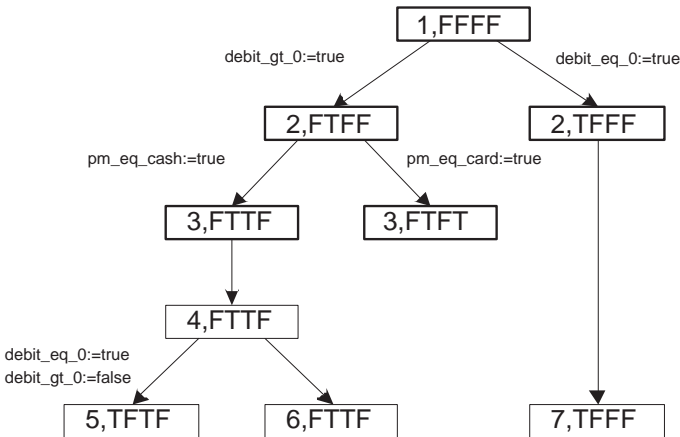 1,FFFF
debit_gt_0:=true
debit_eq_0:=true
2,FTFF
2,TFFF
pm_eq_cash:=true
pm_eq_card:=true
3,FTTF
3,FTFT
4,FTTF
debit_eq_0:=true
debit_gt_0:=false
5,TFTF
6,FTTF
7,TFFF